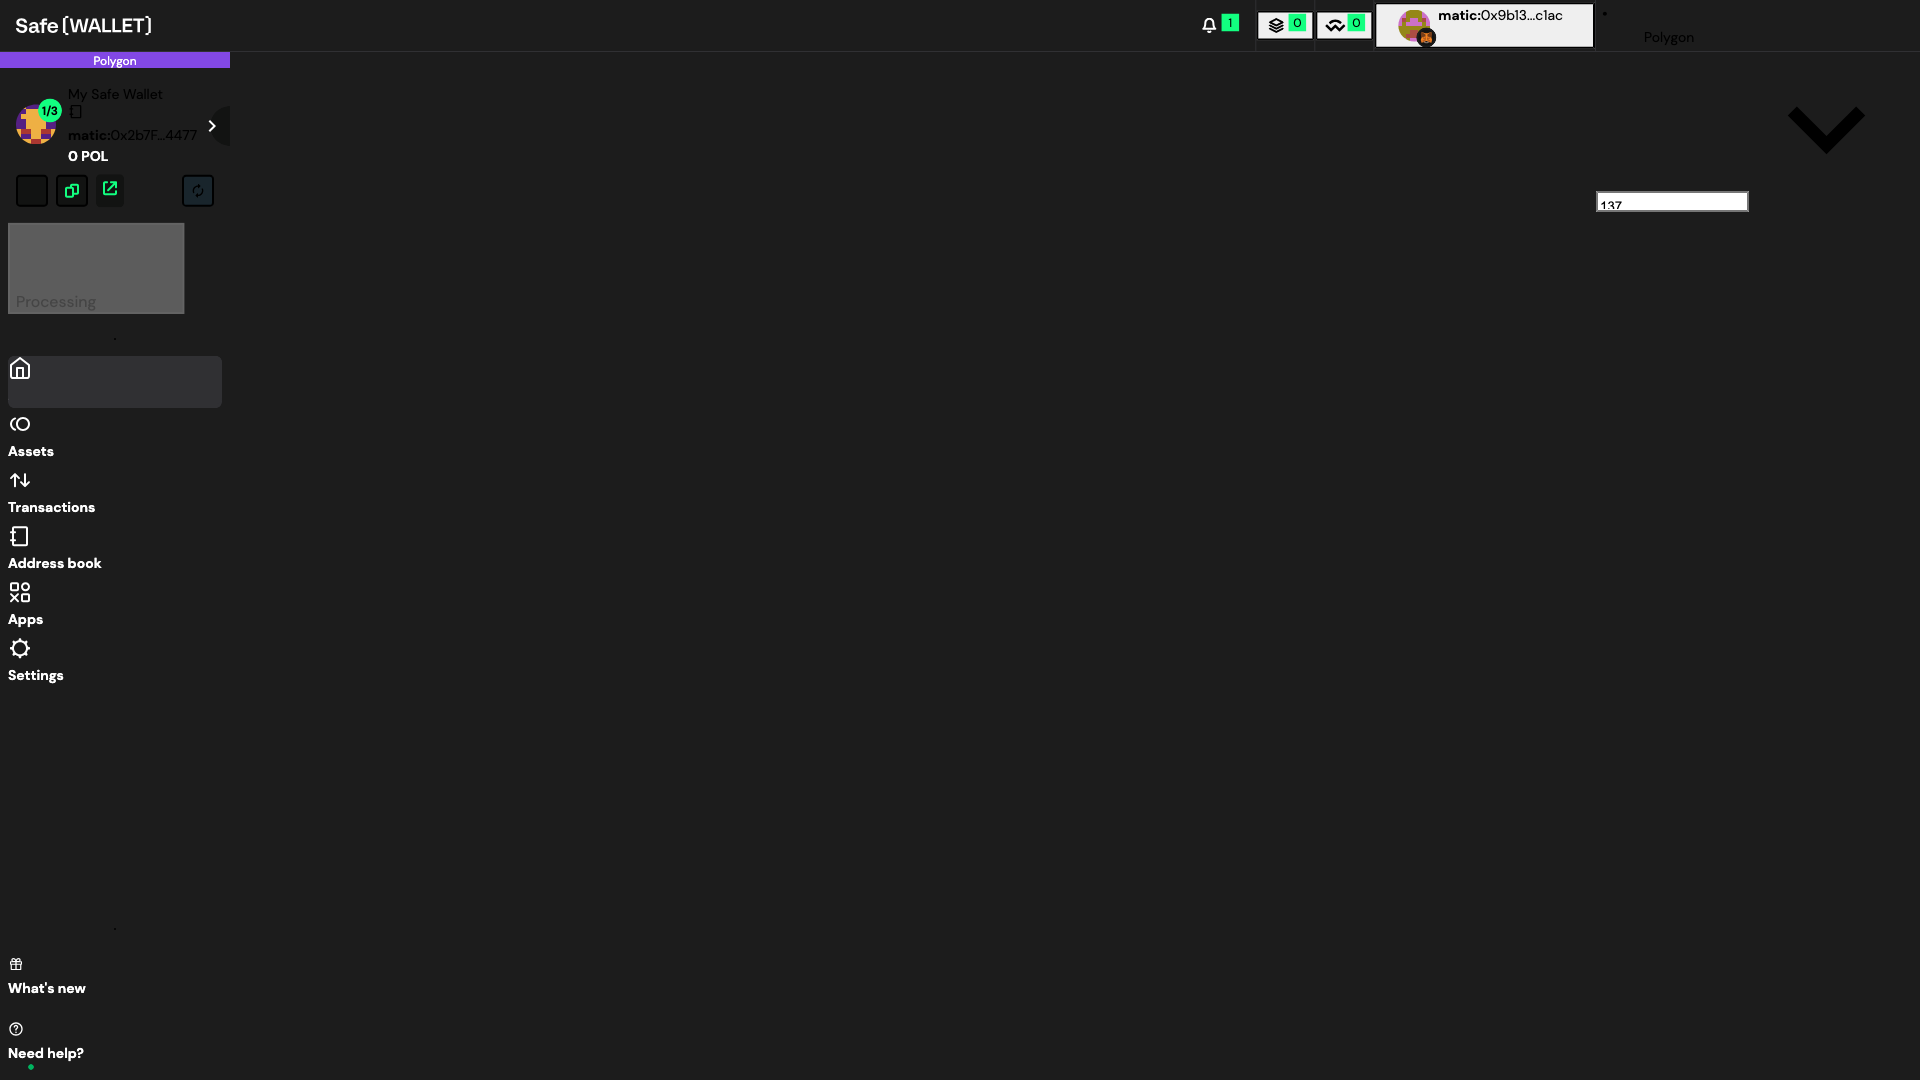 Safe{WALLET}
1
0
0
matic:0x9b13...c1ac
Polygon
Polygon
My Safe Wallet
1/3
matic:0x2b7F...4477
0 POL
137
Processing
Assets
Transactions
Address book
Apps
Settings
What's new
Need help?